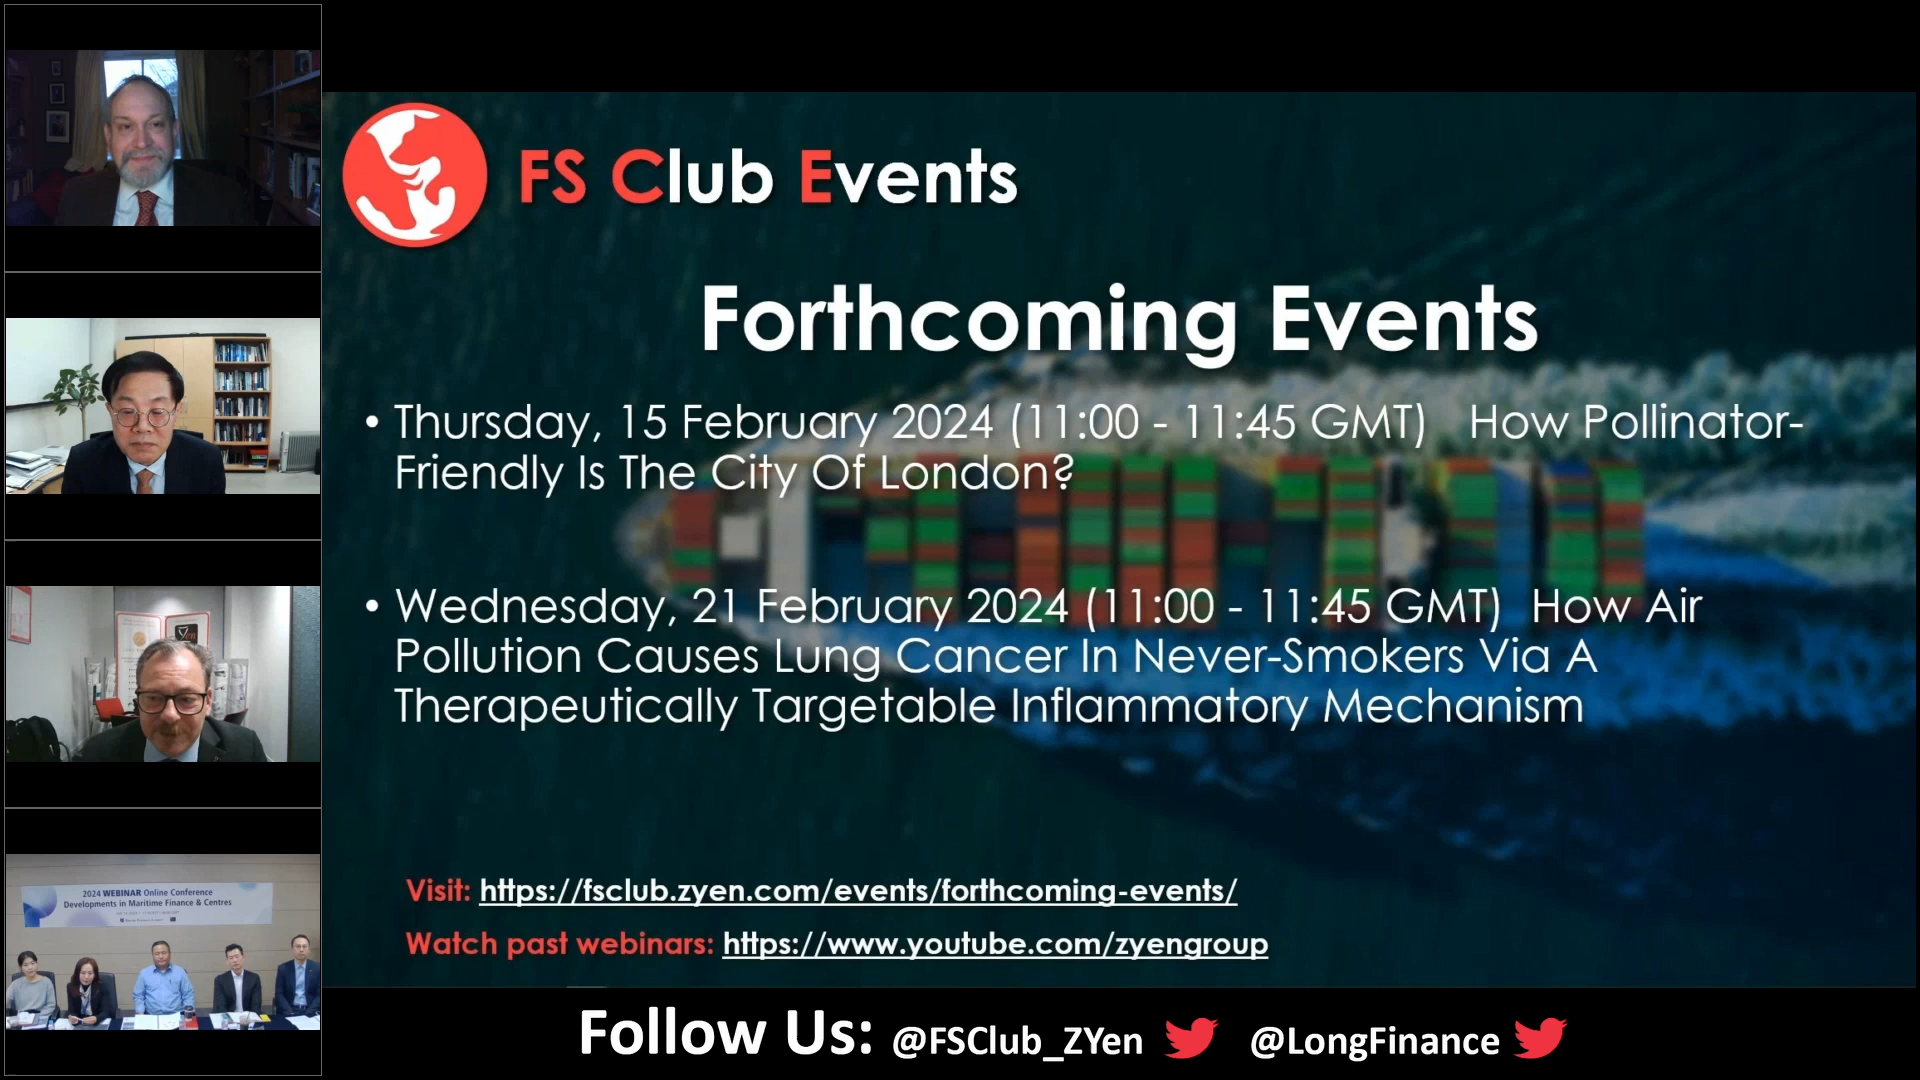 FS Club Events
Forthcoming Events
• Thursday, 15 February 2024 (11:00 - 11:45 GMT) How Pollinator-
Friendly Is The City Of London?
• Wednesday, 21 February 2024 (11:00 - 11:45 GMT) How Air
Pollution Causes Lung Cancer In Never-Smokers Via A
Therapeutically Targetable Inflammatory Mechanism
Visit: https://fsclub.zyen.com/events/forthcoming-events/
Watch past webinars: https://www.youtube.com/zyengroup
Follow Us: @FSClub_ZYen @LongFinance
2024 WEBINAR Online Conference
Developments in Maritime Finance & Centres